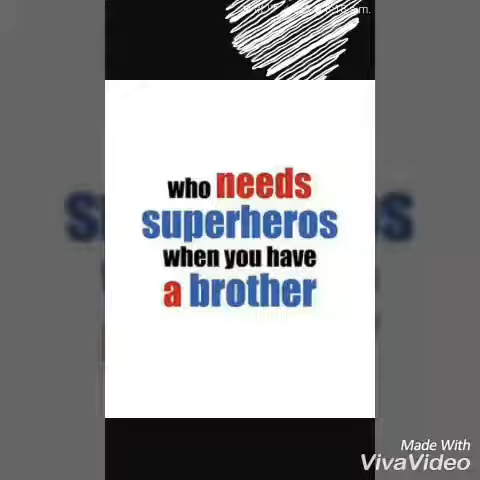 who needs
superheros
when you have
a brother
Made With
VivaVideo